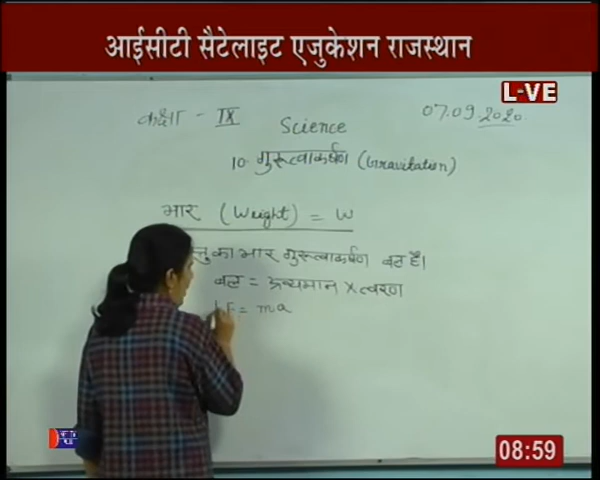 आईसीटी सैटेलाइट एजुकेशन राजस्थान
L-VE
कक्षा - IX
07.09.2020
Science
10. गुरुत्वाकर्षण (Gravitation)
भार (Weight) = W
का भार गुरुत्वाकर्षण बल है।
बल = द्रव्यमान × त्वरण
F = ma
08:59